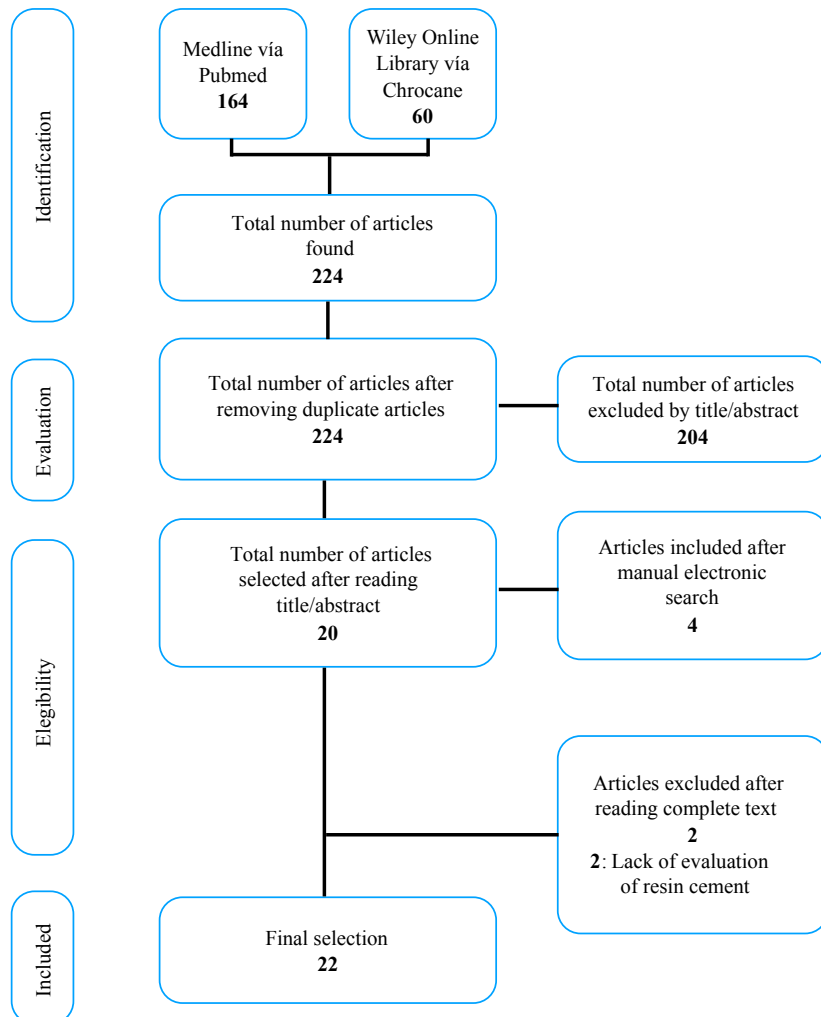 Identification
Medline vía
Pubmed
164
Wiley Online
Library vía
Chrocane
60
Total number of articles
found
224
Evaluation
Total number of articles after
removing duplicate articles
224
Total number of articles
excluded by title/abstract
204
Elegibility
Total number of articles
selected after reading
title/abstract
20
Articles included after
manual electronic
search
4
Articles excluded after
reading complete text
2
2: Lack of evaluation
of resin cement
Included
Final selection
22